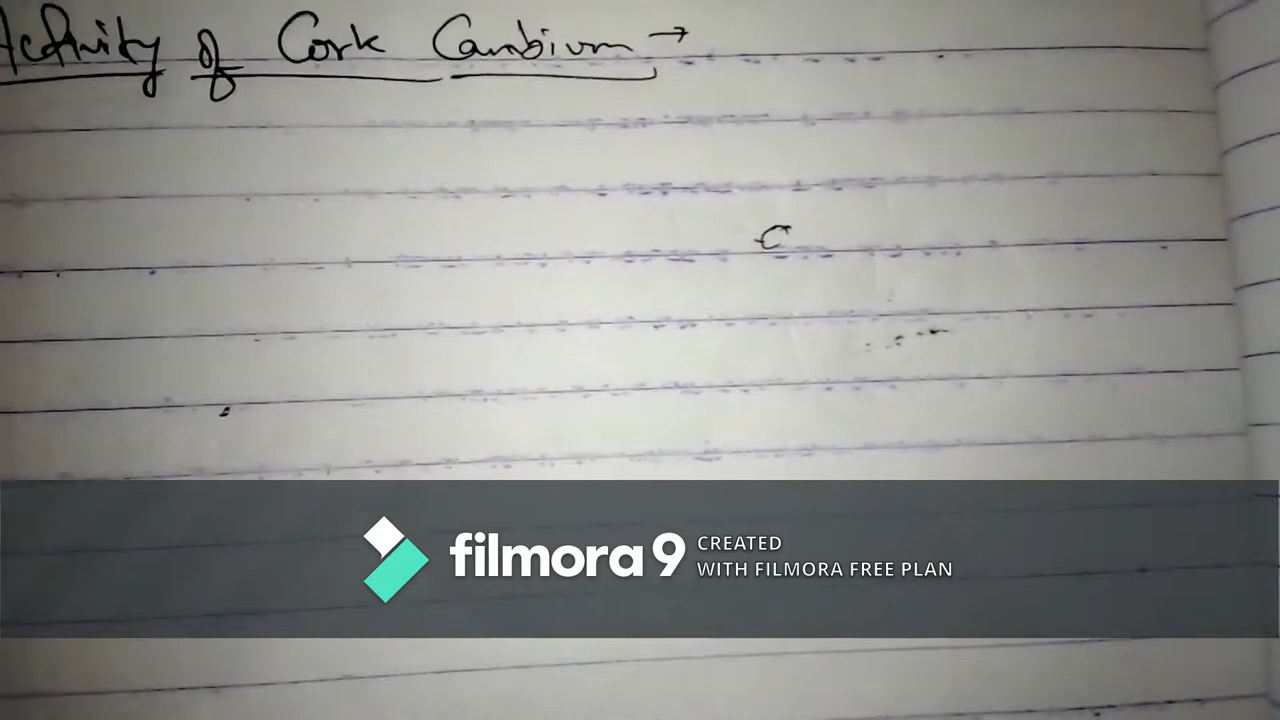 Activity of Cork Cambium →
C
filmora 9 CREATED
WITH FILMORA FREE PLAN